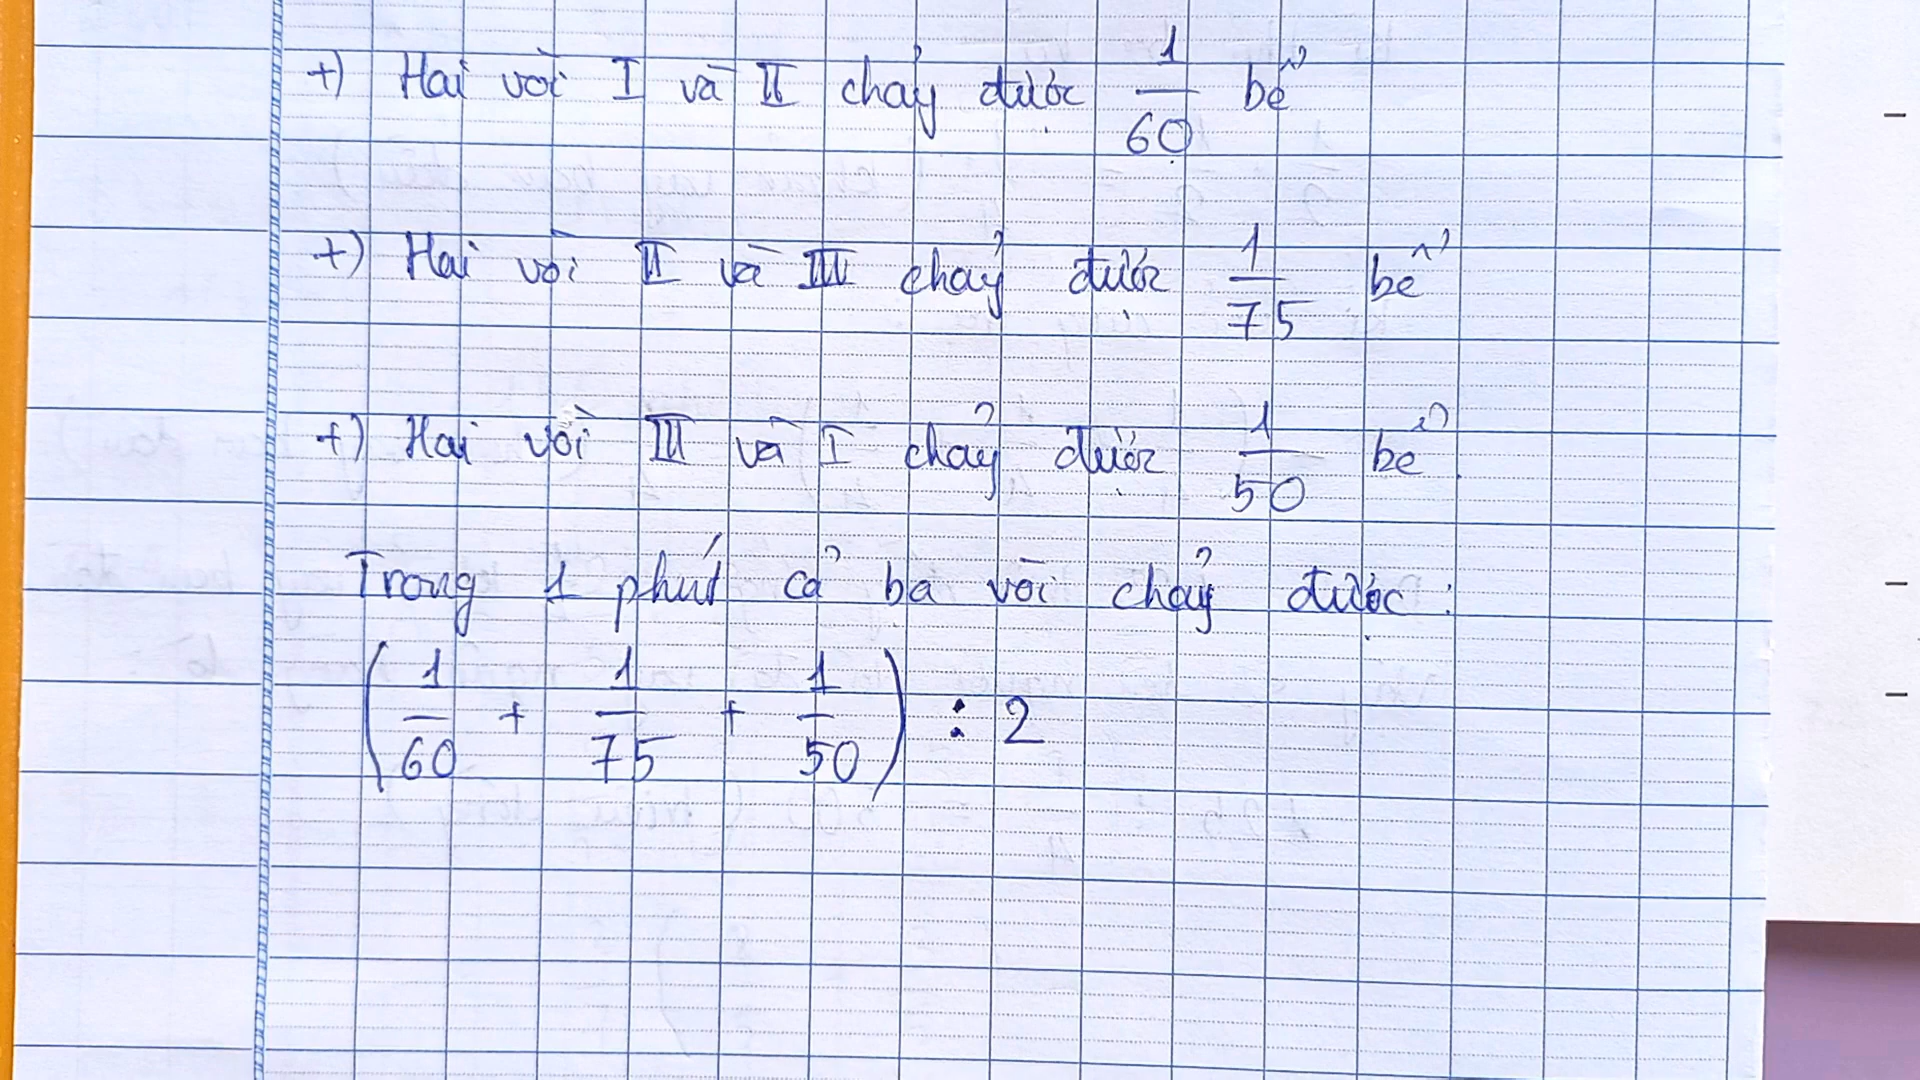 +) Hai vòi I và II chảy được 1/60 bể
+) Hai vòi II và III chảy được 1/75 bể
+) Hai vòi III và I chảy được 1/50 bể.
Trong 1 phút cả ba vòi chảy được:
(1/60 + 1/75 + 1/50) : 2